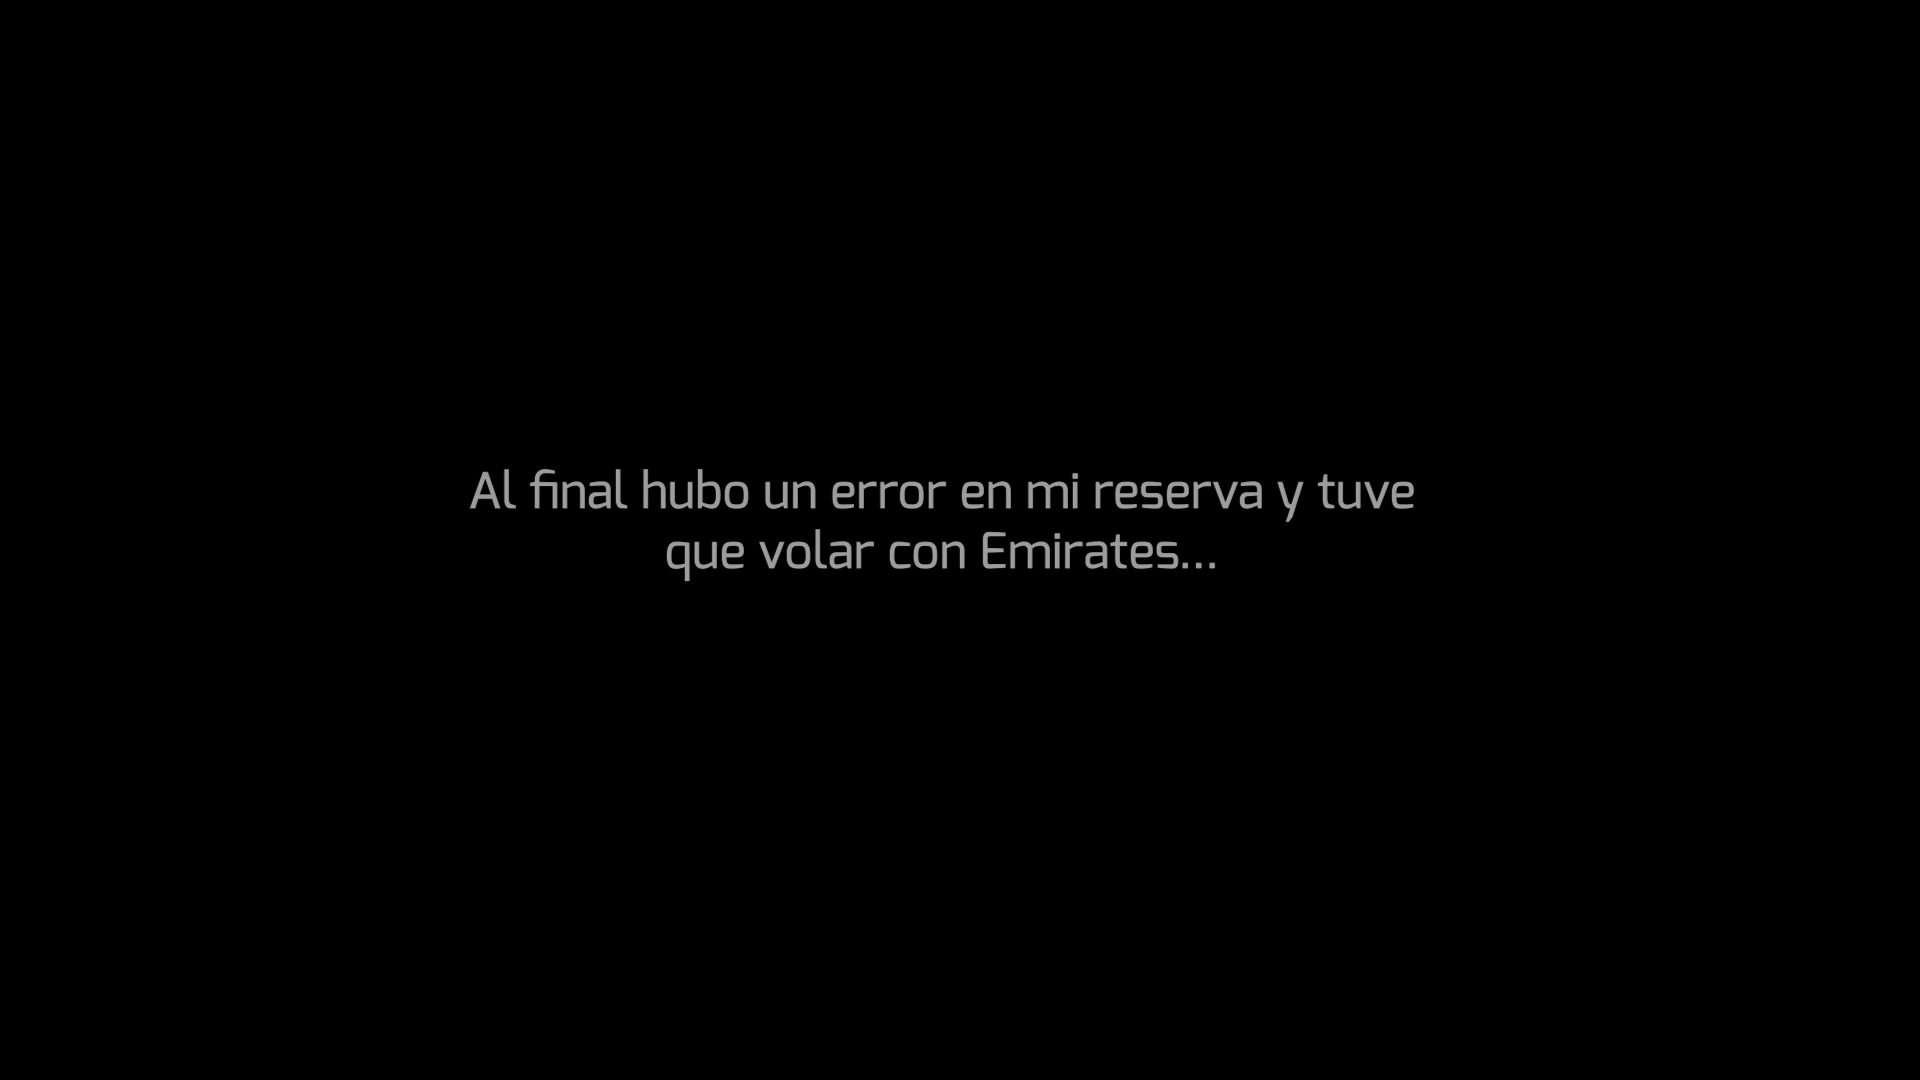 Al final hubo un error en mi reserva y tuve
que volar con Emirates...